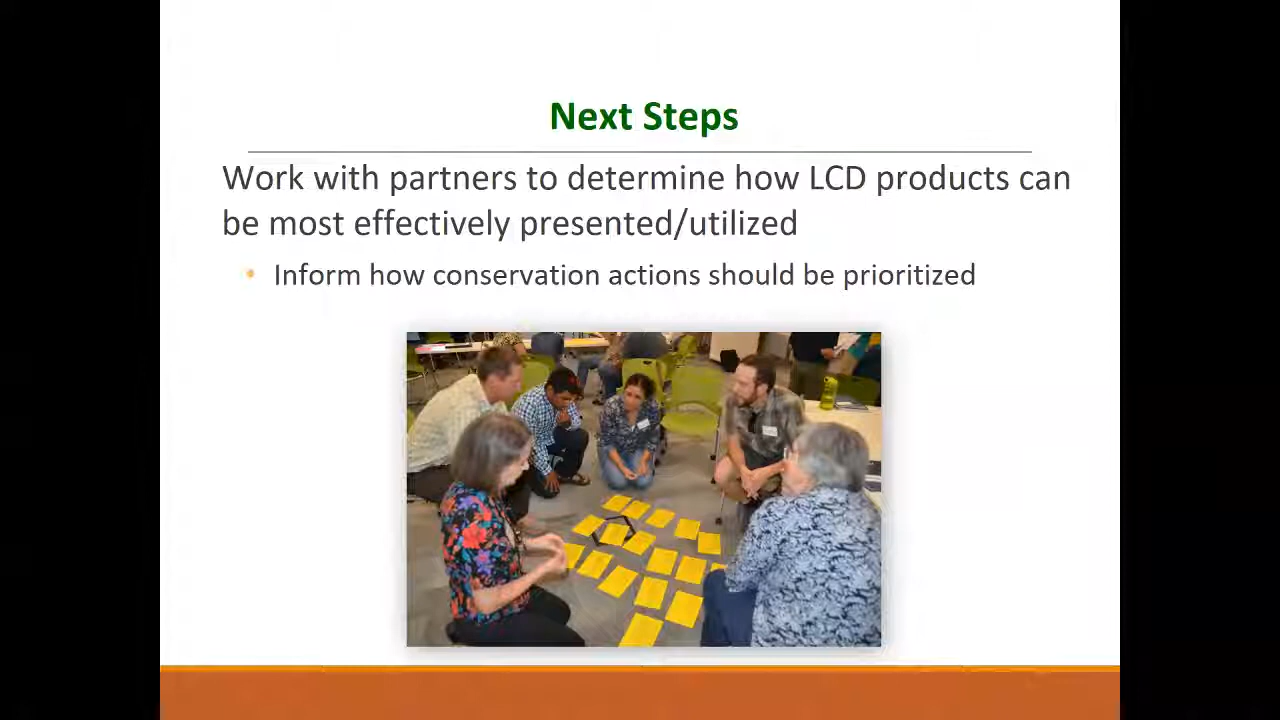 Next Steps
Work with partners to determine how LCD products can
be most effectively presented/utilized
• Inform how conservation actions should be prioritized